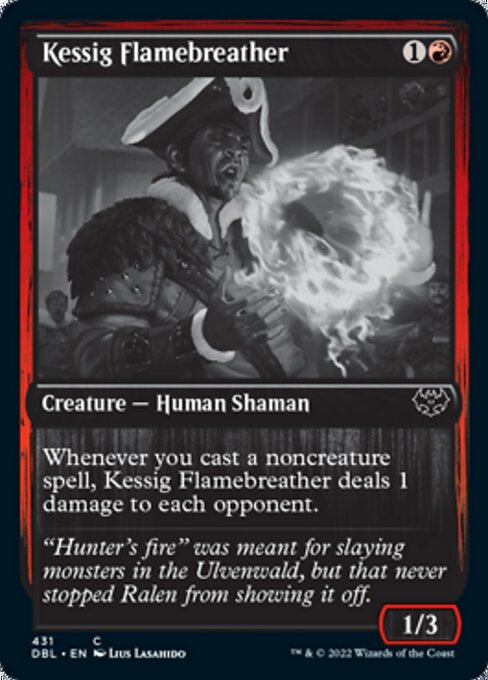 Kessig Flamebreather 1
Creature — Human Shaman
Whenever you cast a noncreature
spell, Kessig Flamebreather deals 1
damage to each opponent.
“Hunter’s fire” was meant for slaying
monsters in the Ulvenwald, but that never
stopped Ralen from showing it off.
1/3
431 C
DBL • EN Lius Lasahido
™ & © 2022 Wizards of the Coast